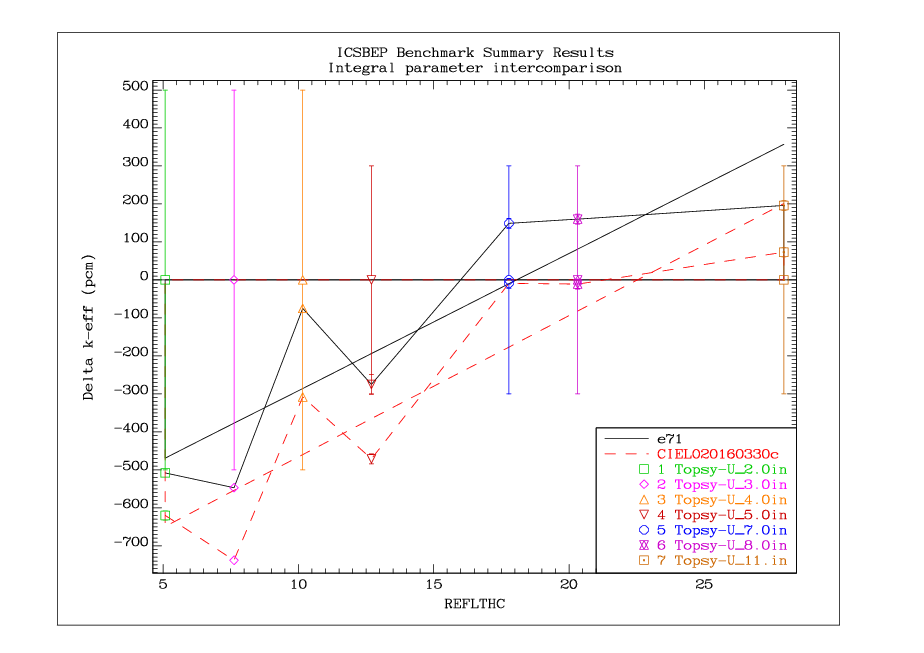 ICSBEP Benchmark Summary Results
Integral parameter intercomparison
500
400
300
200
100
0
-100
-200
-300
-400
-500
-600
-700
Delta k-eff (pcm)
5
10
15
20
25
REFLTHC
e71
CIELO20160330c
1 Topsy-U_2.0in
2 Topsy-U_3.0in
3 Topsy-U_4.0in
4 Topsy-U_5.0in
5 Topsy-U_7.0in
6 Topsy-U_8.0in
7 Topsy-U_11.in